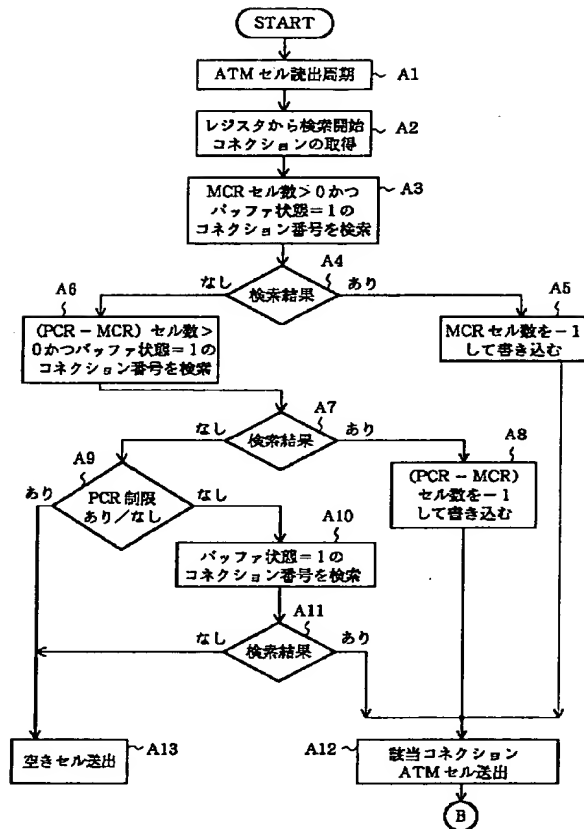 START
ATMセル読出周期
A1
レジスタから検索開始
コネクションの取得
A2
MCRセル数>0かつ
バッファ状態=1の
コネクション番号を検索
A3
検索結果
A4
なし
あり
A6
(PCR-MCR)セル数>
0かつバッファ状態=1の
コネクション番号を検索
A5
MCRセル数を-1
して書き込む
検索結果
A7
なし
あり
A8
(PCR-MCR)
セル数を-1
して書き込む
A9
PCR制限
あり/なし
あり
なし
A10
バッファ状態=1の
コネクション番号を検索
A11
検索結果
なし
あり
空きセル送出
A13
A12
該当コネクション
ATMセル送出
B